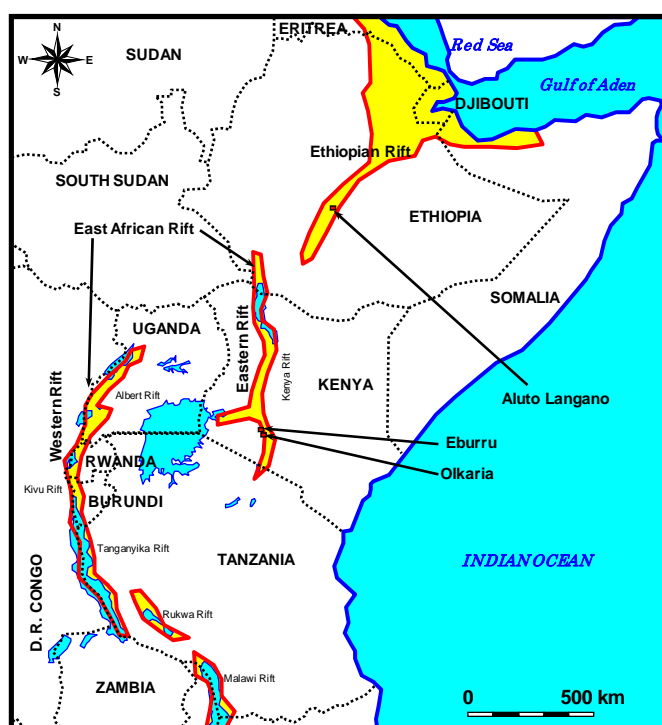 ERITREA
N
W E
S
SUDAN
Red Sea
Gulf of Aden
DJIBOUTI
Ethiopian Rift
SOUTH SUDAN
ETHIOPIA
East African Rift
SOMALIA
UGANDA
Eastern Rift
Kenya Rift
KENYA
Western Rift
Albert Rift
Aluto Langano
Eburru
RWANDA
Olkaria
Kivu Rift
BURUNDI
Tanganyika Rift
TANZANIA
INDIAN OCEAN
D.R. CONGO
Rukwa Rift
Malawi Rift
ZAMBIA
0 500 km